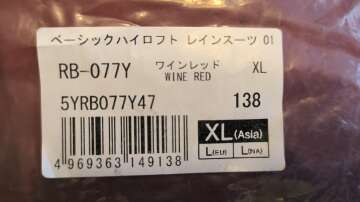 ベーシックハイロフト レインスーツ 01
RB-077Y ワインレッド XL
WINE RED
5YRB077Y47 138
XL(Asia)
L(EU) L(NA)
4 969363 149138